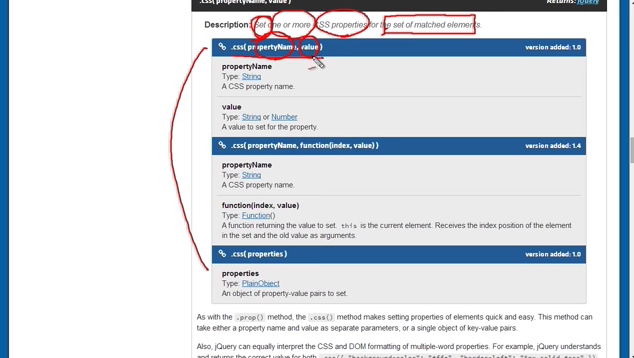 .css( propertyName, value )
Returns: jQuery
Description: Set one or more CSS properties for the set of matched elements.
.css( propertyName, value )
version added: 1.0
propertyName
Type: String
A CSS property name.
value
Type: String or Number
A value to set for the property.
.css( propertyName, function(index, value) )
version added: 1.4
propertyName
Type: String
A CSS property name.
function(index, value)
Type: Function()
A function returning the value to set. this is the current element. Receives the index position of the element
in the set and the old value as arguments.
.css( properties )
version added: 1.0
properties
Type: PlainObject
An object of property-value pairs to set.
As with the .prop() method, the .css() method makes setting properties of elements quick and easy. This method can
take either a property name and value as separate parameters, or a single object of key-value pairs.
Also, jQuery can equally interpret the CSS and DOM formatting of multiple-word properties. For example, jQuery understands
and returns the correct value for both